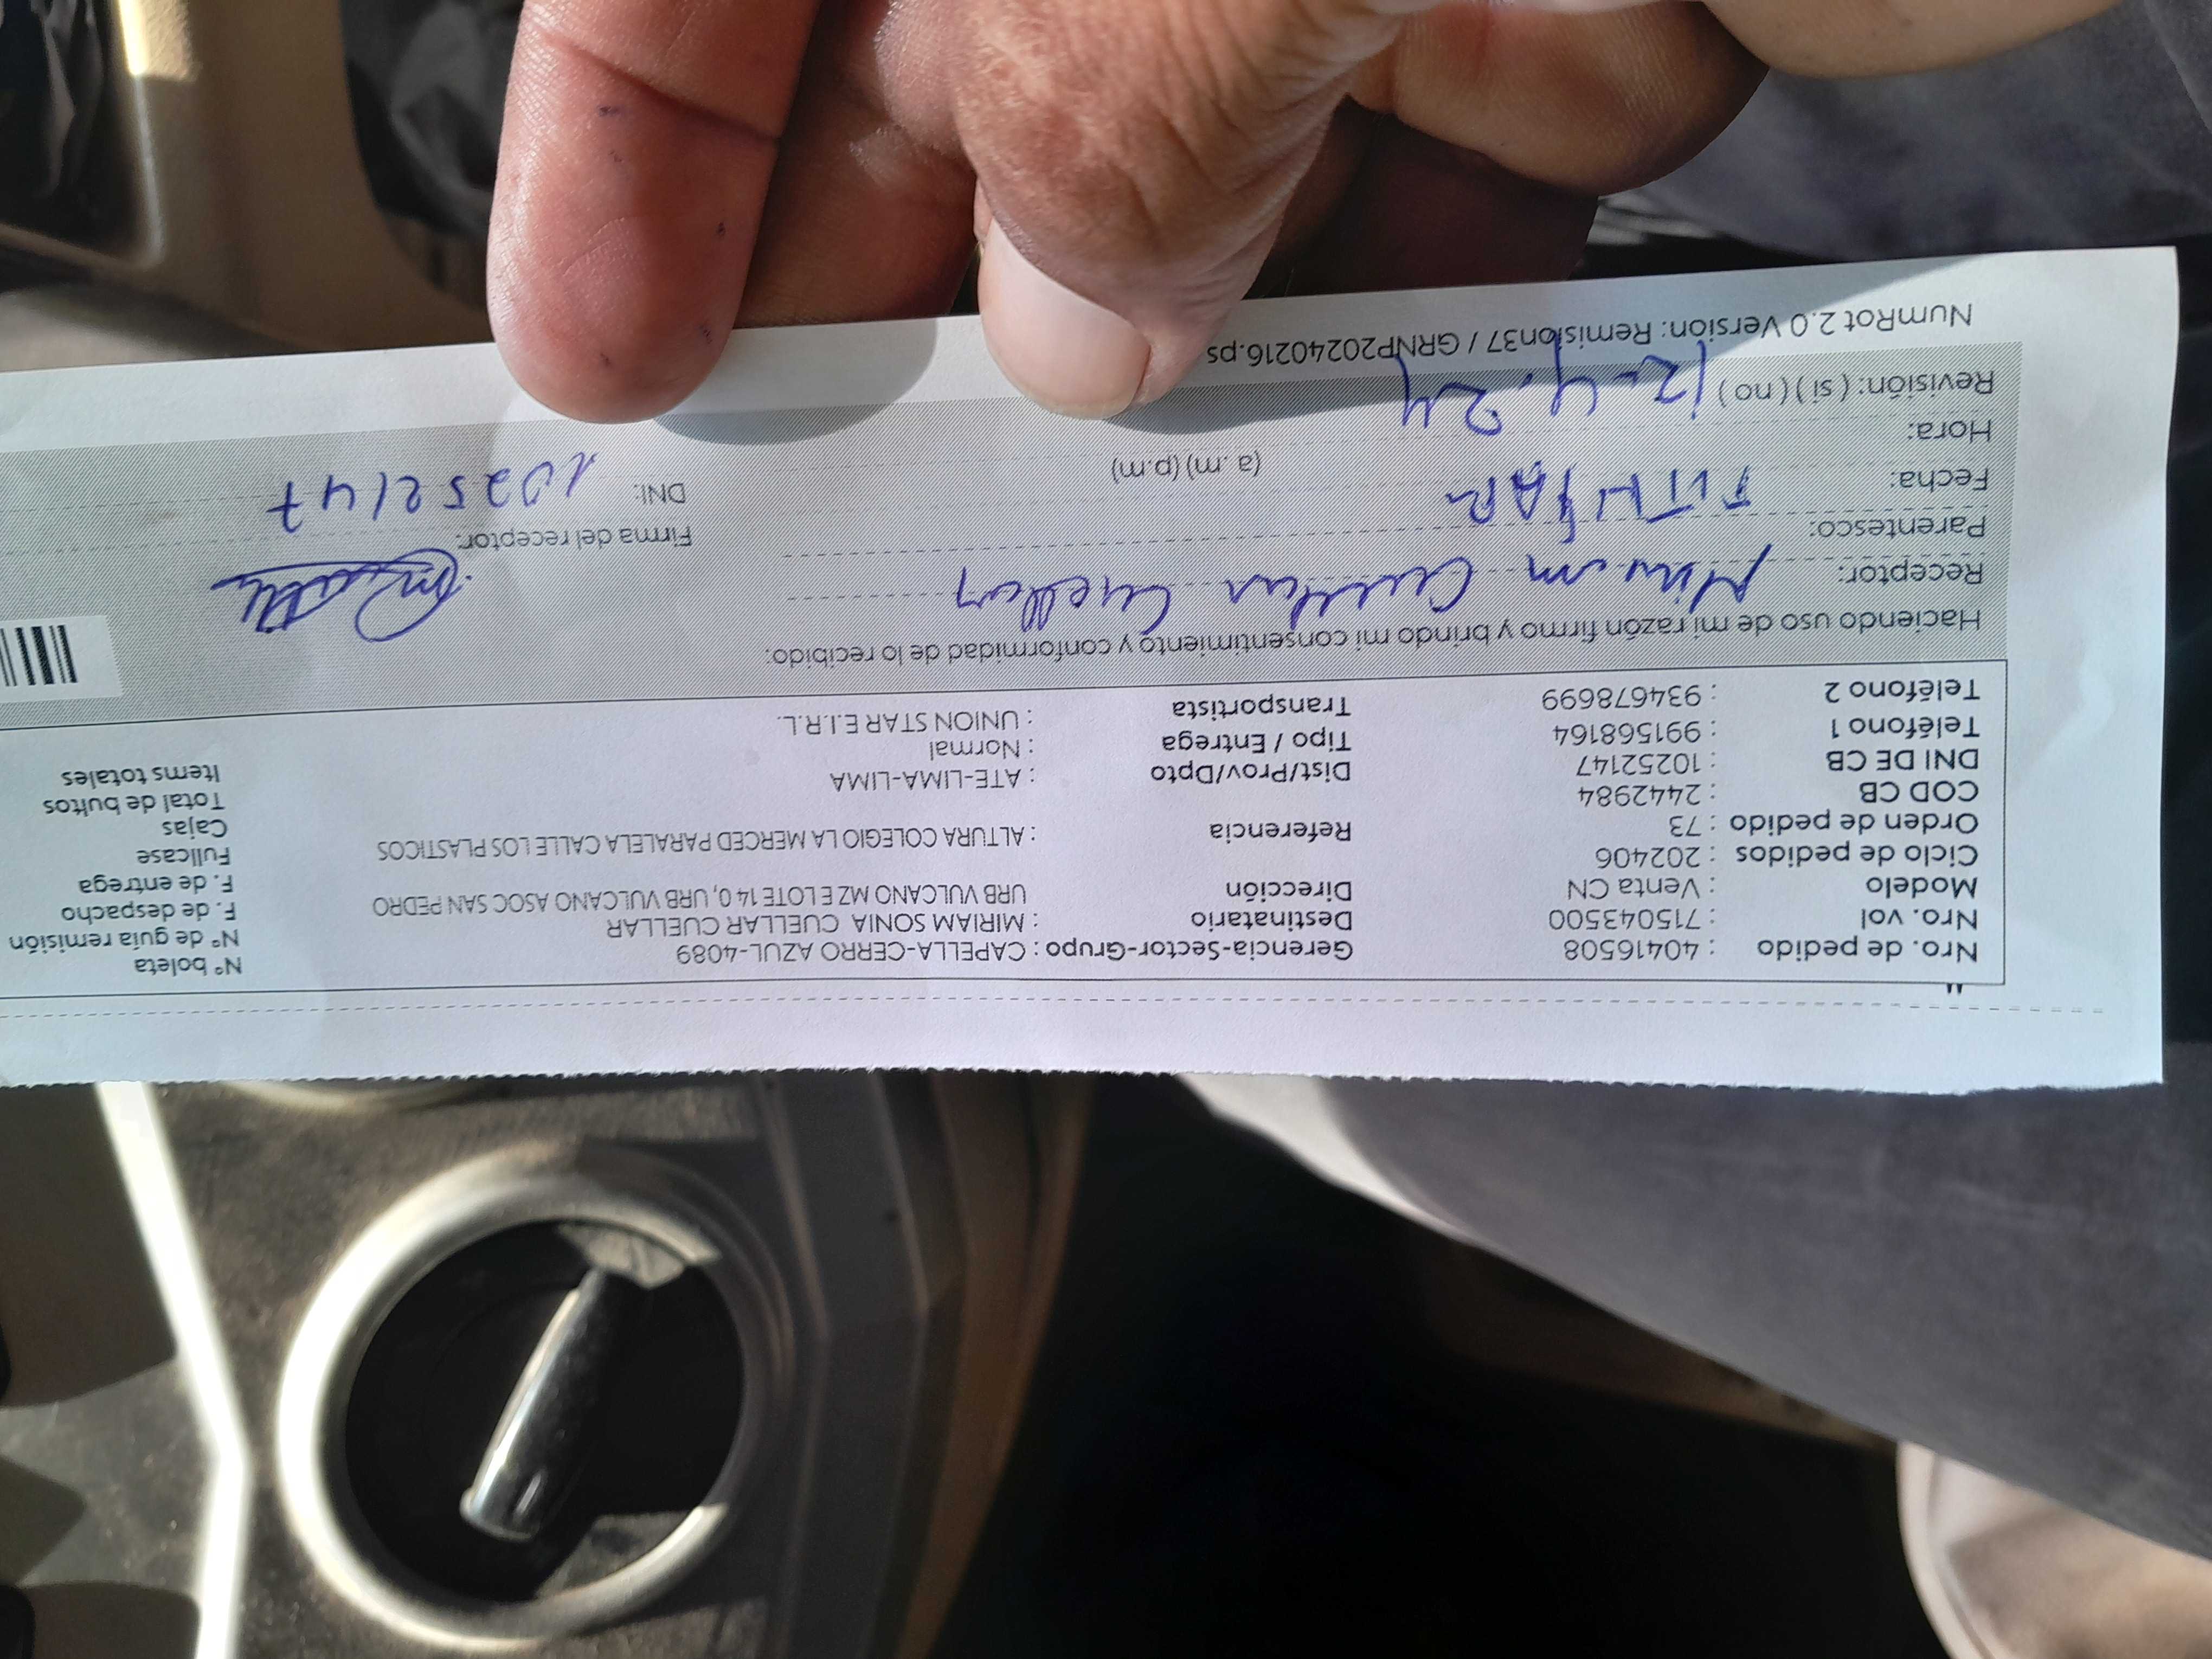 Nro. de pedido : 40416508 Gerencia-Sector-Grupo : CAPELLA-CERRO AZUL-4089 N° boleta
Nro. vol : 715043500 Destinatario : MIRIAM SONIA CUELLAR CUELLAR N° de guía remisión
Modelo : Venta CN Dirección URB VULCANO MZ E LOTE 14 0, URB VULCANO ASOC SAN PEDRO F. de despacho
Ciclo de pedidos : 202406 F. de entrega
Orden de pedido : 73 Referencia : ALTURA COLEGIO LA MERCED PARALELA CALLE LOS PLASTICOS Fullcase
COD CB : 2442984 Cajas
DNI DE CB : 10252147 Dist/Prov/Dpto : ATE-LIMA-LIMA Total de bultos
Teléfono 1 : 991568164 Tipo / Entrega : Normal Items totales
Teléfono 2 : 934678699 Transportista : UNION STAR E.I.R.L.
Haciendo uso de mi razón firmo y brindo mi consentimiento y conformidad de lo recibido:
Receptor: Miriam Cuellar Cuellar
Parentesco: Firma del receptor:
Fecha: DNI: 10252147
Hora: (a. m) (p.m)
Revisión: ( si ) ( no ) 12-4.24
NumRot 2.0 Versión: Remision37 / GRNP20240216.ps